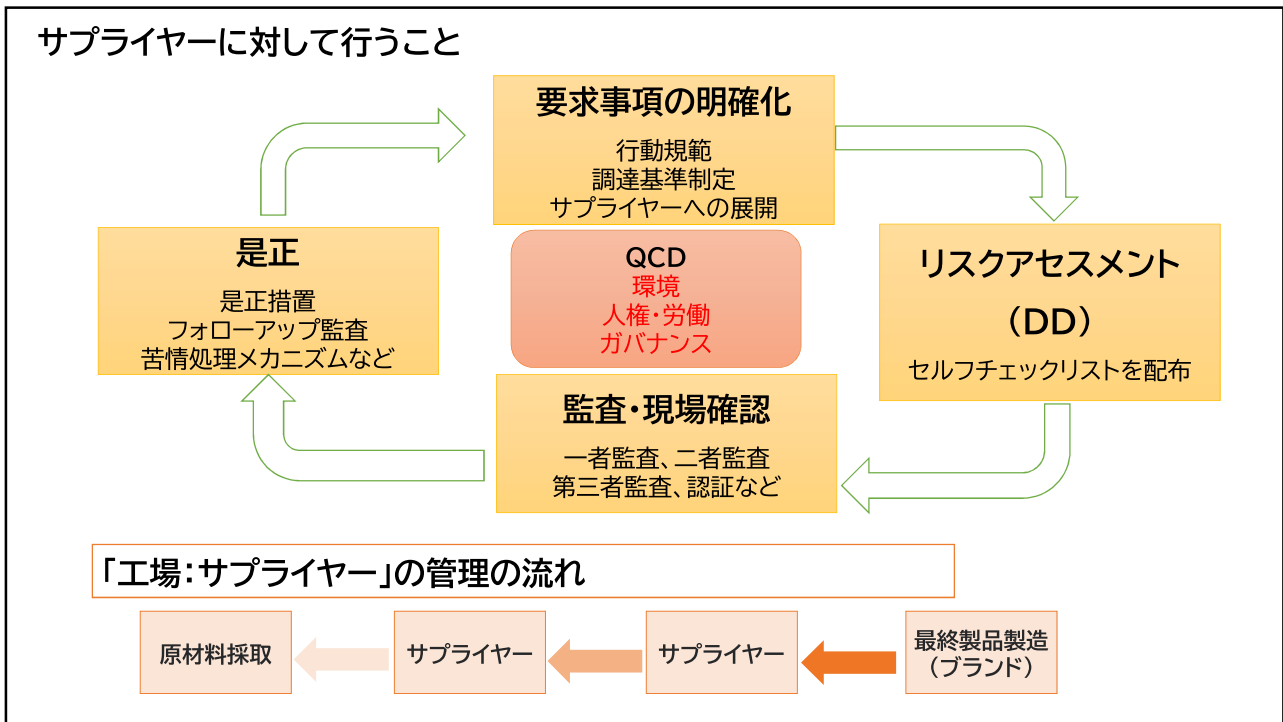 サプライヤーに対して行うこと
要求事項の明確化
行動規範
調達基準制定
サプライヤーへの展開
リスクアセスメント
（DD）
セルフチェックリストを配布
監査・現場確認
一者監査、二者監査
第三者監査、認証など
是正
是正措置
フォローアップ監査
苦情処理メカニズムなど
QCD
環境
人権・労働
ガバナンス
「工場：サプライヤー」の管理の流れ
原材料採取
サプライヤー
サプライヤー
最終製品製造
（ブランド）